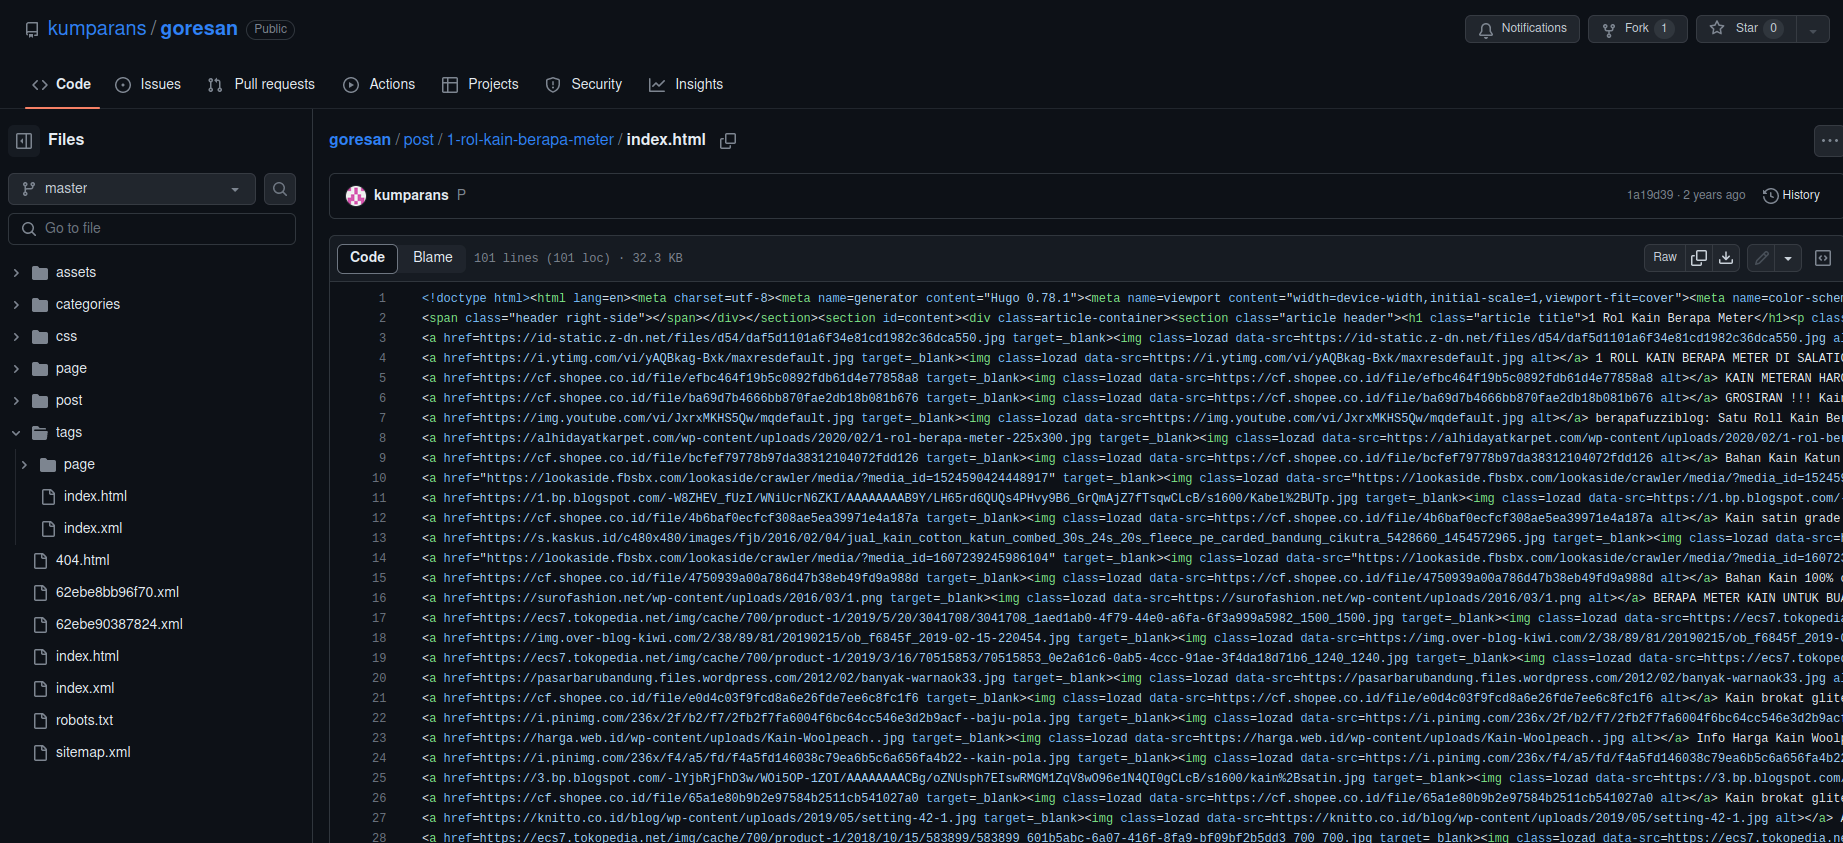 kumparans / goresan Public
Notifications Fork 1 Star 0
Code Issues Pull requests Actions Projects Security Insights
Files
master
Go to file
assets
categories
css
page
post
tags
page
index.html
index.xml
404.html
62ebe8bb96f70.xml
62ebe90387824.xml
index.html
index.xml
robots.txt
sitemap.xml
goresan / post / 1-rol-kain-berapa-meter / index.html
kumparans P
1a19d39 · 2 years ago History
Code Blame 101 lines (101 loc) · 32.3 KB
Raw
1 <!doctype html><html lang=en><meta charset=utf-8><meta name=generator content="Hugo 0.78.1"><meta name=viewport content="width=device-width,initial-scale=1,viewport-fit=cover"><meta name=color-schem
2 <span class="header right-side"></span></div></section><section id=content><div class=article-container><section class="article header"><h1 class="article title">1 Rol Kain Berapa Meter</h1><p clas
3 <a href=https://id-static.z-dn.net/files/d54/daf5d1101a6f34e81cd1982c36dca550.jpg target=_blank><img class=lozad data-src=https://id-static.z-dn.net/files/d54/daf5d1101a6f34e81cd1982c36dca550.jpg al
4 <a href=https://i.ytimg.com/vi/yAQBkag-Bxk/maxresdefault.jpg target=_blank><img class=lozad data-src=https://i.ytimg.com/vi/yAQBkag-Bxk/maxresdefault.jpg alt></a> 1 ROLL KAIN BERAPA METER DI SALATIG
5 <a href=https://cf.shopee.co.id/file/efbc464f19b5c0892fdb61d4e77858a8 target=_blank><img class=lozad data-src=https://cf.shopee.co.id/file/efbc464f19b5c0892fdb61d4e77858a8 alt></a> KAIN METERAN HARG
6 <a href=https://cf.shopee.co.id/file/ba69d7b4666bb870fae2db18b081b676 target=_blank><img class=lozad data-src=https://cf.shopee.co.id/file/ba69d7b4666bb870fae2db18b081b676 alt></a> GROSIRAN !!! Kain
7 <a href=https://img.youtube.com/vi/JxrxMKHS5Qw/mqdefault.jpg target=_blank><img class=lozad data-src=https://img.youtube.com/vi/JxrxMKHS5Qw/mqdefault.jpg alt></a> berapafuzziblog: Satu Roll Kain Ber
8 <a href=https://alhidayatkarpet.com/wp-content/uploads/2020/02/1-rol-berapa-meter-225x300.jpg target=_blank><img class=lozad data-src=https://alhidayatkarpet.com/wp-content/uploads/2020/02/1-rol-ber
9 <a href=https://cf.shopee.co.id/file/bcfef79778b97da38312104072fdd126 target=_blank><img class=lozad data-src=https://cf.shopee.co.id/file/bcfef79778b97da38312104072fdd126 alt></a> Bahan Kain Katun
10 <a href="https://lookaside.fbsbx.com/lookaside/crawler/media/?media_id=1524590424448917" target=_blank><img class=lozad data-src="https://lookaside.fbsbx.com/lookaside/crawler/media/?media_id=152459
11 <a href=https://1.bp.blogspot.com/-W8ZHEV_fUzI/WNiUcrN6ZKI/AAAAAAAAB9Y/LH65rd6QUQs4PHvy9B6_GrQmAjZ7fTsqwCLcB/s1600/Kabel%2BUTp.jpg target=_blank><img class=lozad data-src=https://1.bp.blogspot.com/-
12 <a href=https://cf.shopee.co.id/file/4b6baf0ecfcf308ae5ea39971e4a187a target=_blank><img class=lozad data-src=https://cf.shopee.co.id/file/4b6baf0ecfcf308ae5ea39971e4a187a alt></a> Kain satin grade
13 <a href=https://s.kaskus.id/c480x480/images/fjb/2016/02/04/jual_kain_cotton_katun_combed_30s_24s_20s_fleece_pe_carded_bandung_cikutra_5428660_1454572965.jpg target=_blank><img class=lozad data-src=h
14 <a href="https://lookaside.fbsbx.com/lookaside/crawler/media/?media_id=1607239245986104" target=_blank><img class=lozad data-src="https://lookaside.fbsbx.com/lookaside/crawler/media/?media_id=160723
15 <a href=https://cf.shopee.co.id/file/4750939a00a786d47b38eb49fd9a988d target=_blank><img class=lozad data-src=https://cf.shopee.co.id/file/4750939a00a786d47b38eb49fd9a988d alt></a> Bahan Kain 100% c
16 <a href=https://surofashion.net/wp-content/uploads/2016/03/1.png target=_blank><img class=lozad data-src=https://surofashion.net/wp-content/uploads/2016/03/1.png alt></a> BERAPA METER KAIN UNTUK BUA
17 <a href=https://ecs7.tokopedia.net/img/cache/700/product-1/2019/5/20/3041708/3041708_1aed1ab0-4f79-44e0-a6fa-6f3a999a5982_1500_1500.jpg target=_blank><img class=lozad data-src=https://ecs7.tokopedia
18 <a href=https://img.over-blog-kiwi.com/2/38/89/81/20190215/ob_f6845f_2019-02-15-220454.jpg target=_blank><img class=lozad data-src=https://img.over-blog-kiwi.com/2/38/89/81/20190215/ob_f6845f_2019-0
19 <a href=https://ecs7.tokopedia.net/img/cache/700/product-1/2019/3/16/70515853/70515853_0e2a61c6-0ab5-4ccc-91ae-3f4da18d71b6_1240_1240.jpg target=_blank><img class=lozad data-src=https://ecs7.tokoped
20 <a href=https://pasarbarubandung.files.wordpress.com/2012/02/banyak-warnaok33.jpg target=_blank><img class=lozad data-src=https://pasarbarubandung.files.wordpress.com/2012/02/banyak-warnaok33.jpg al
21 <a href=https://cf.shopee.co.id/file/e0d4c03f9fcd8a6e26fde7ee6c8fc1f6 target=_blank><img class=lozad data-src=https://cf.shopee.co.id/file/e0d4c03f9fcd8a6e26fde7ee6c8fc1f6 alt></a> Kain brokat glite
22 <a href=https://i.pinimg.com/236x/2f/b2/f7/2fb2f7fa6004f6bc64cc546e3d2b9acf--baju-pola.jpg target=_blank><img class=lozad data-src=https://i.pinimg.com/236x/2f/b2/f7/2fb2f7fa6004f6bc64cc546e3d2b9acf
23 <a href=https://harga.web.id/wp-content/uploads/Kain-Woolpeach..jpg target=_blank><img class=lozad data-src=https://harga.web.id/wp-content/uploads/Kain-Woolpeach..jpg alt></a> Info Harga Kain Woolp
24 <a href=https://i.pinimg.com/236x/f4/a5/fd/f4a5fd146038c79ea6b5c6a656fa4b22--kain-pola.jpg target=_blank><img class=lozad data-src=https://i.pinimg.com/236x/f4/a5/fd/f4a5fd146038c79ea6b5c6a656fa4b22
25 <a href=https://3.bp.blogspot.com/-lYjbRjFhD3w/WOi5OP-1ZOI/AAAAAAAACBg/oZNUsph7EIswRMGM1ZqV8wO96e1N4QI0gCLcB/s1600/kain%2Bsatin.jpg target=_blank><img class=lozad data-src=https://3.bp.blogspot.com/
26 <a href=https://cf.shopee.co.id/file/65a1e80b9b2e97584b2511cb541027a0 target=_blank><img class=lozad data-src=https://cf.shopee.co.id/file/65a1e80b9b2e97584b2511cb541027a0 alt></a> Kain brokat glite
27 <a href=https://knitto.co.id/blog/wp-content/uploads/2019/05/setting-42-1.jpg target=_blank><img class=lozad data-src=https://knitto.co.id/blog/wp-content/uploads/2019/05/setting-42-1.jpg alt></a> A
28 <a href=https://ecs7.tokopedia.net/img/cache/700/product-1/2018/10/15/583899/583899_601b5abc-6a07-416f-8fa9-bf09bf2b5dd3_700_700.jpg target=_blank><img class=lozad data-src=https://ecs7.tokopedia.ne